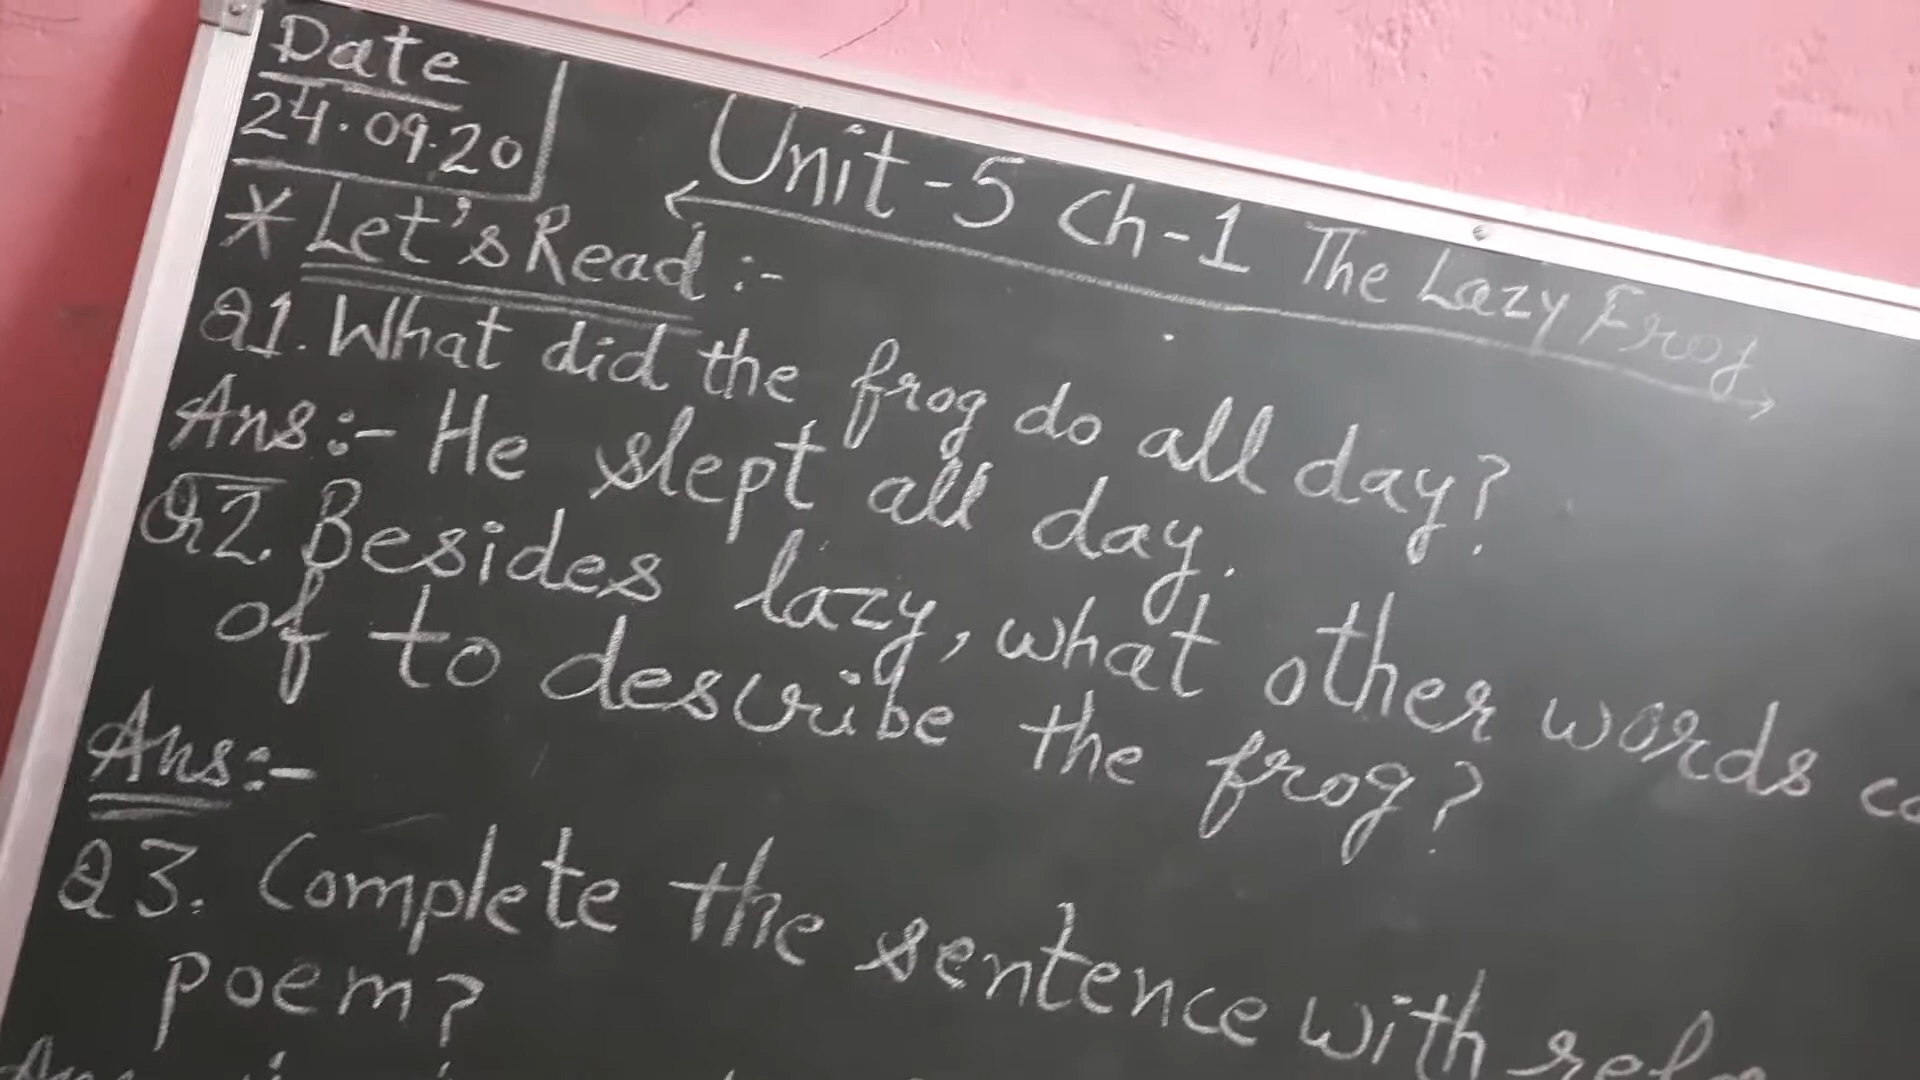 Date
24.09.20
Unit-5 Ch-1 The Lazy Frog
* Let's Read :-
Q1. What did the frog do all day?
Ans:- He slept all day.
Q2. Besides lazy, what other words
of to describe the frog?
Ans:-
Q3. Complete the sentence with
poem?